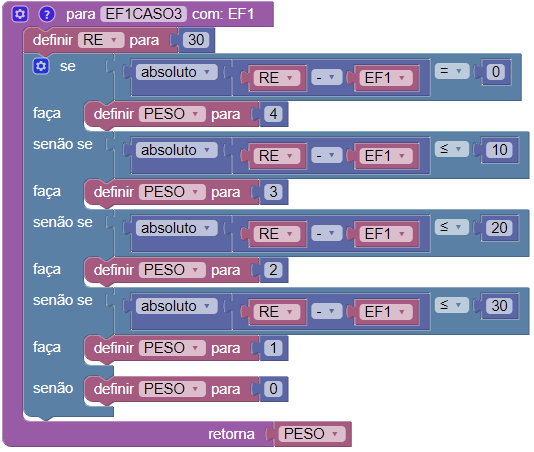 para EF1CASO3 com: EF1
definir RE para 30
se absoluto RE - EF1 = 0
faça definir PESO para 4
senão se absoluto RE - EF1 ≤ 10
faça definir PESO para 3
senão se absoluto RE - EF1 ≤ 20
faça definir PESO para 2
senão se absoluto RE - EF1 ≤ 30
faça definir PESO para 1
senão definir PESO para 0
retorna PESO